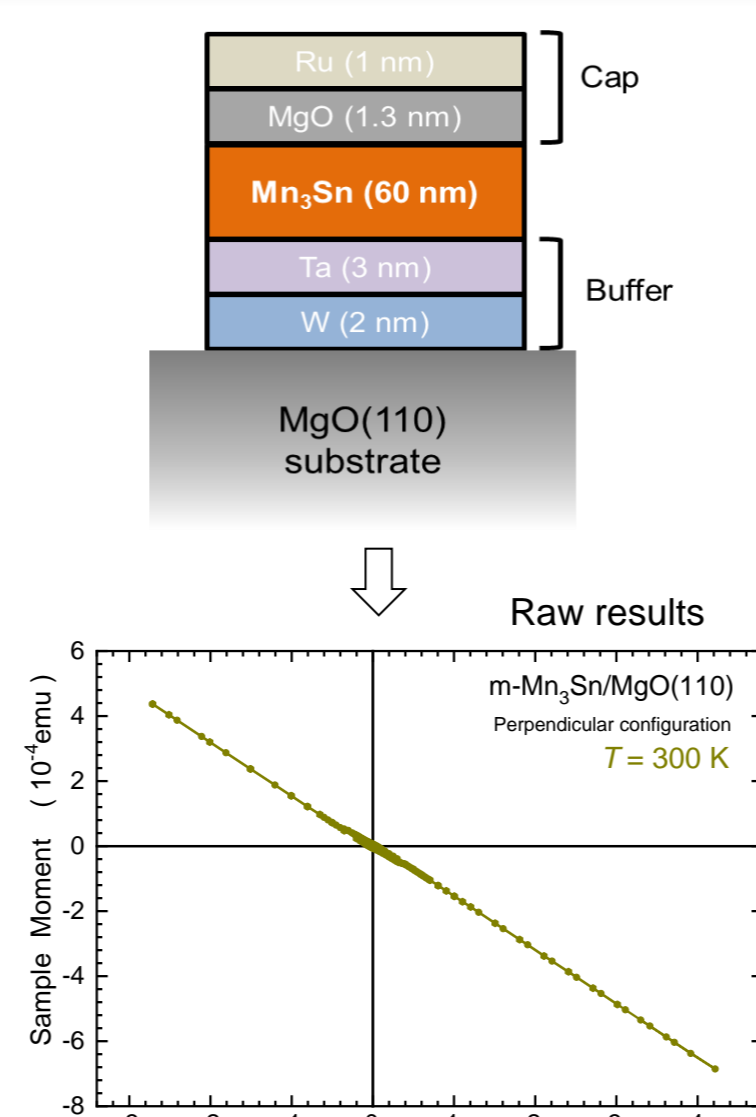 Ru (1 nm)
Cap
MgO (1.3 nm)
Mn₃Sn (60 nm)
Ta (3 nm)
Buffer
W (2 nm)
MgO(110)
substrate
Raw results
m-Mn₃Sn/MgO(110)
Perpendicular configuration
T = 300 K
Sample Moment (10⁻⁴emu)
6
4
2
0
-2
-4
-6
-8